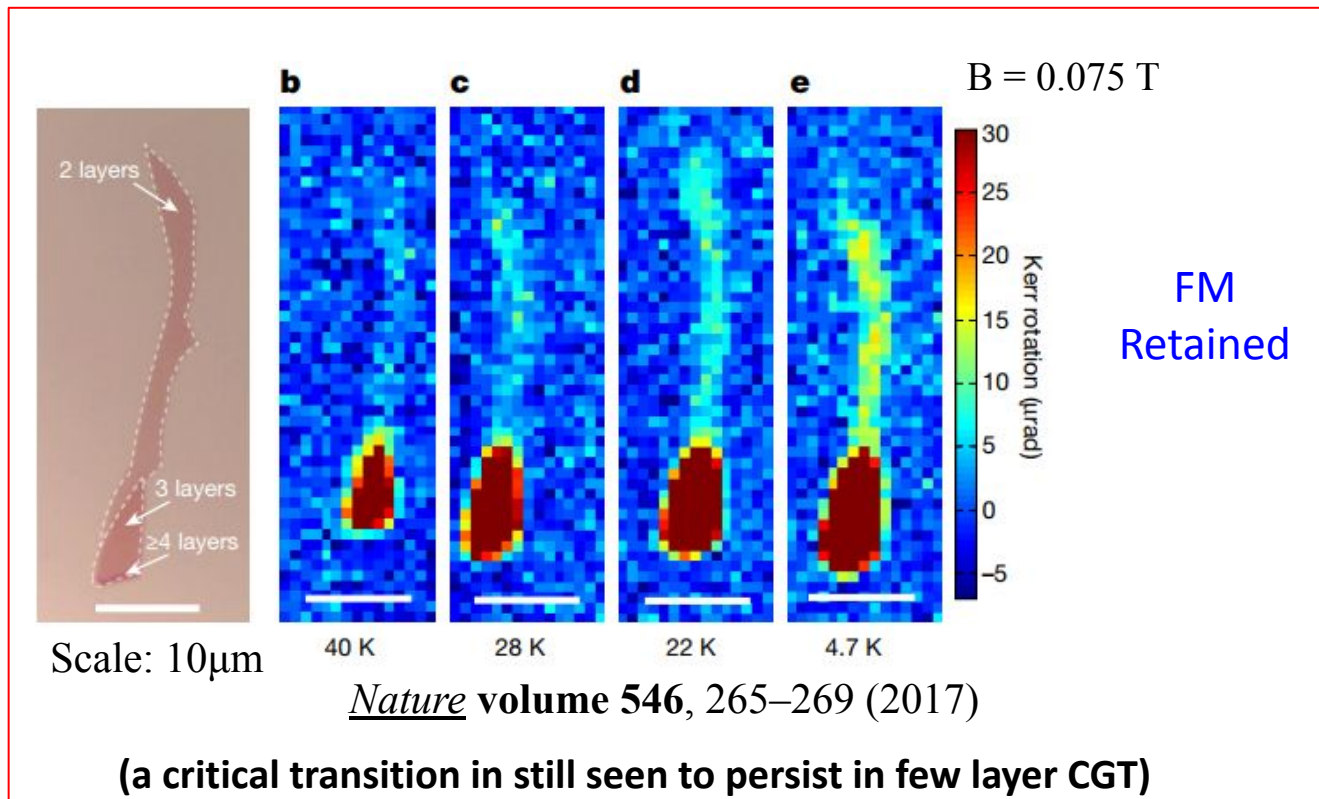 b c d e
B = 0.075 T
2 layers
3 layers
≥4 layers
30
25
20
15
10
5
0
−5
Kerr rotation (μrad)
FM
Retained
Scale: 10μm
40 K 28 K 22 K 4.7 K
Nature volume 546, 265–269 (2017)
(a critical transition in still seen to persist in few layer CGT)